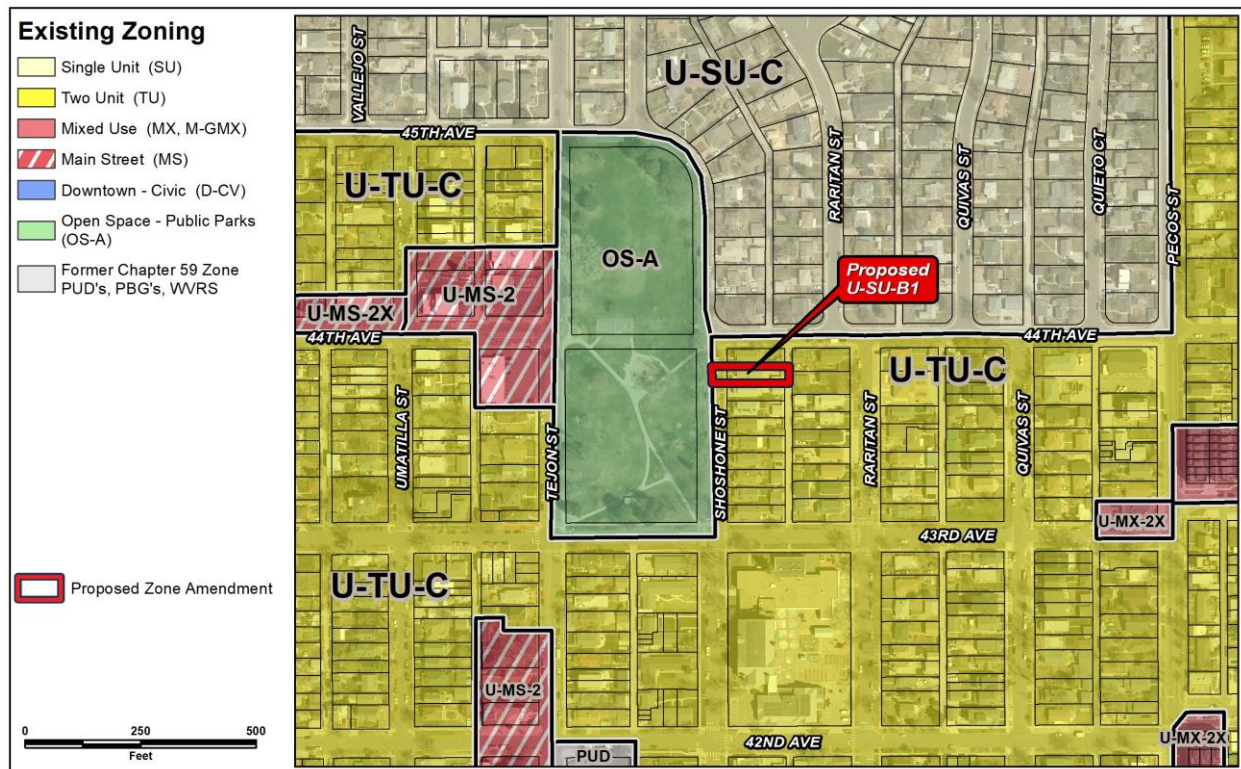 Existing Zoning
Single Unit (SU)
Two Unit (TU)
Mixed Use (MX, M-GMX)
Main Street (MS)
Downtown - Civic (D-CV)
Open Space - Public Parks
(OS-A)
Former Chapter 59 Zone
PUD's, PBG's, WVRS
Proposed Zone Amendment
0
250
500
Feet
VALLEJO ST
U-SU-C
45TH AVE
U-TU-C
RARITAN ST
QUIVAS ST
QUIETO CT
PECOS ST
OS-A
Proposed
U-SU-B1
U-MS-2
U-MS-2X
44TH AVE
44TH AVE
U-TU-C
UMATILLA ST
TEJON ST
SHOSHONE ST
RARITAN ST
QUIVAS ST
U-MX-2X
43RD AVE
U-TU-C
U-MS-2
42ND AVE
PUD
U-MX-2X